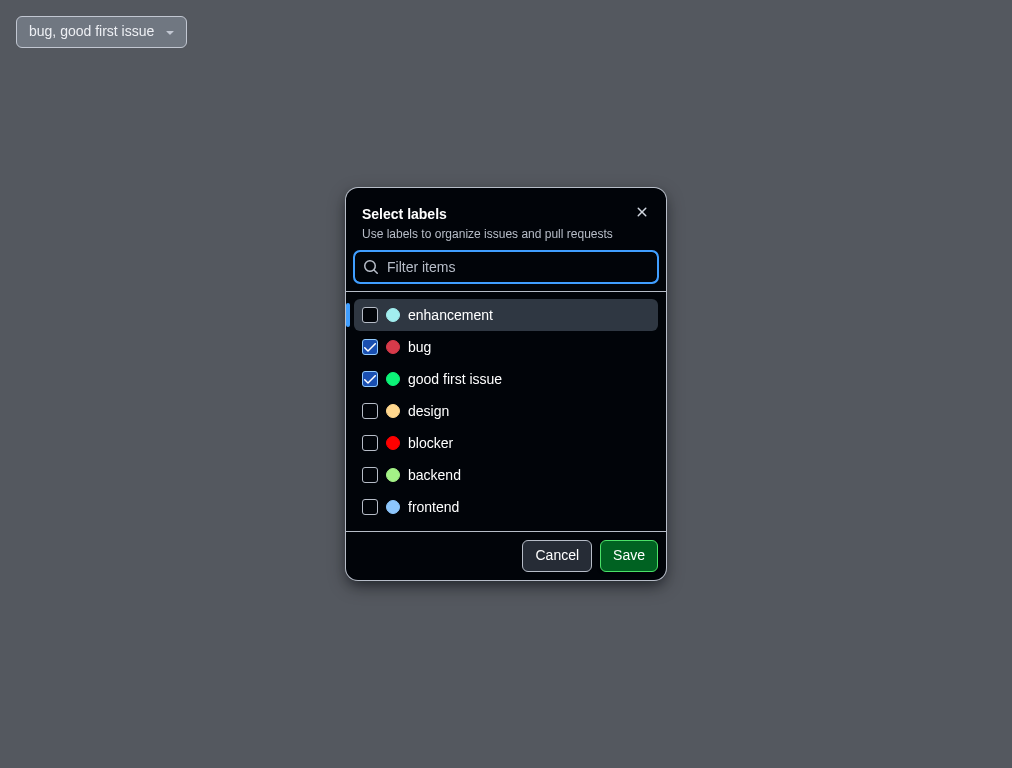 bug, good first issue
Select labels
Use labels to organize issues and pull requests
Filter items
enhancement
bug
good first issue
design
blocker
backend
frontend
Cancel
Save